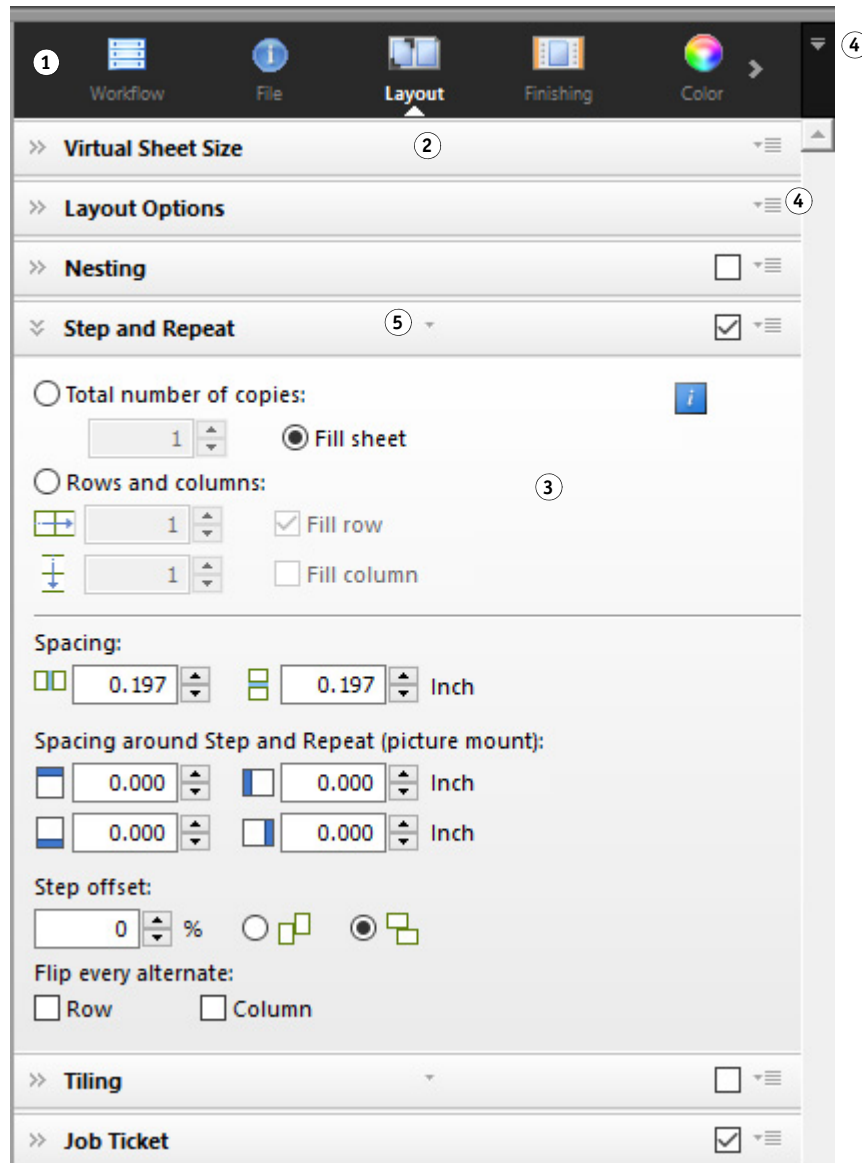 1 Workflow File Layout Finishing Color 4
Virtual Sheet Size 2
Layout Options 4
Nesting
Step and Repeat 5
Total number of copies:
1 Fill sheet
Rows and columns: 3
1 Fill row
1 Fill column
Spacing:
0.197 0.197 Inch
Spacing around Step and Repeat (picture mount):
0.000 0.000 Inch
0.000 0.000 Inch
Step offset:
0 %
Flip every alternate:
Row Column
Tiling
Job Ticket